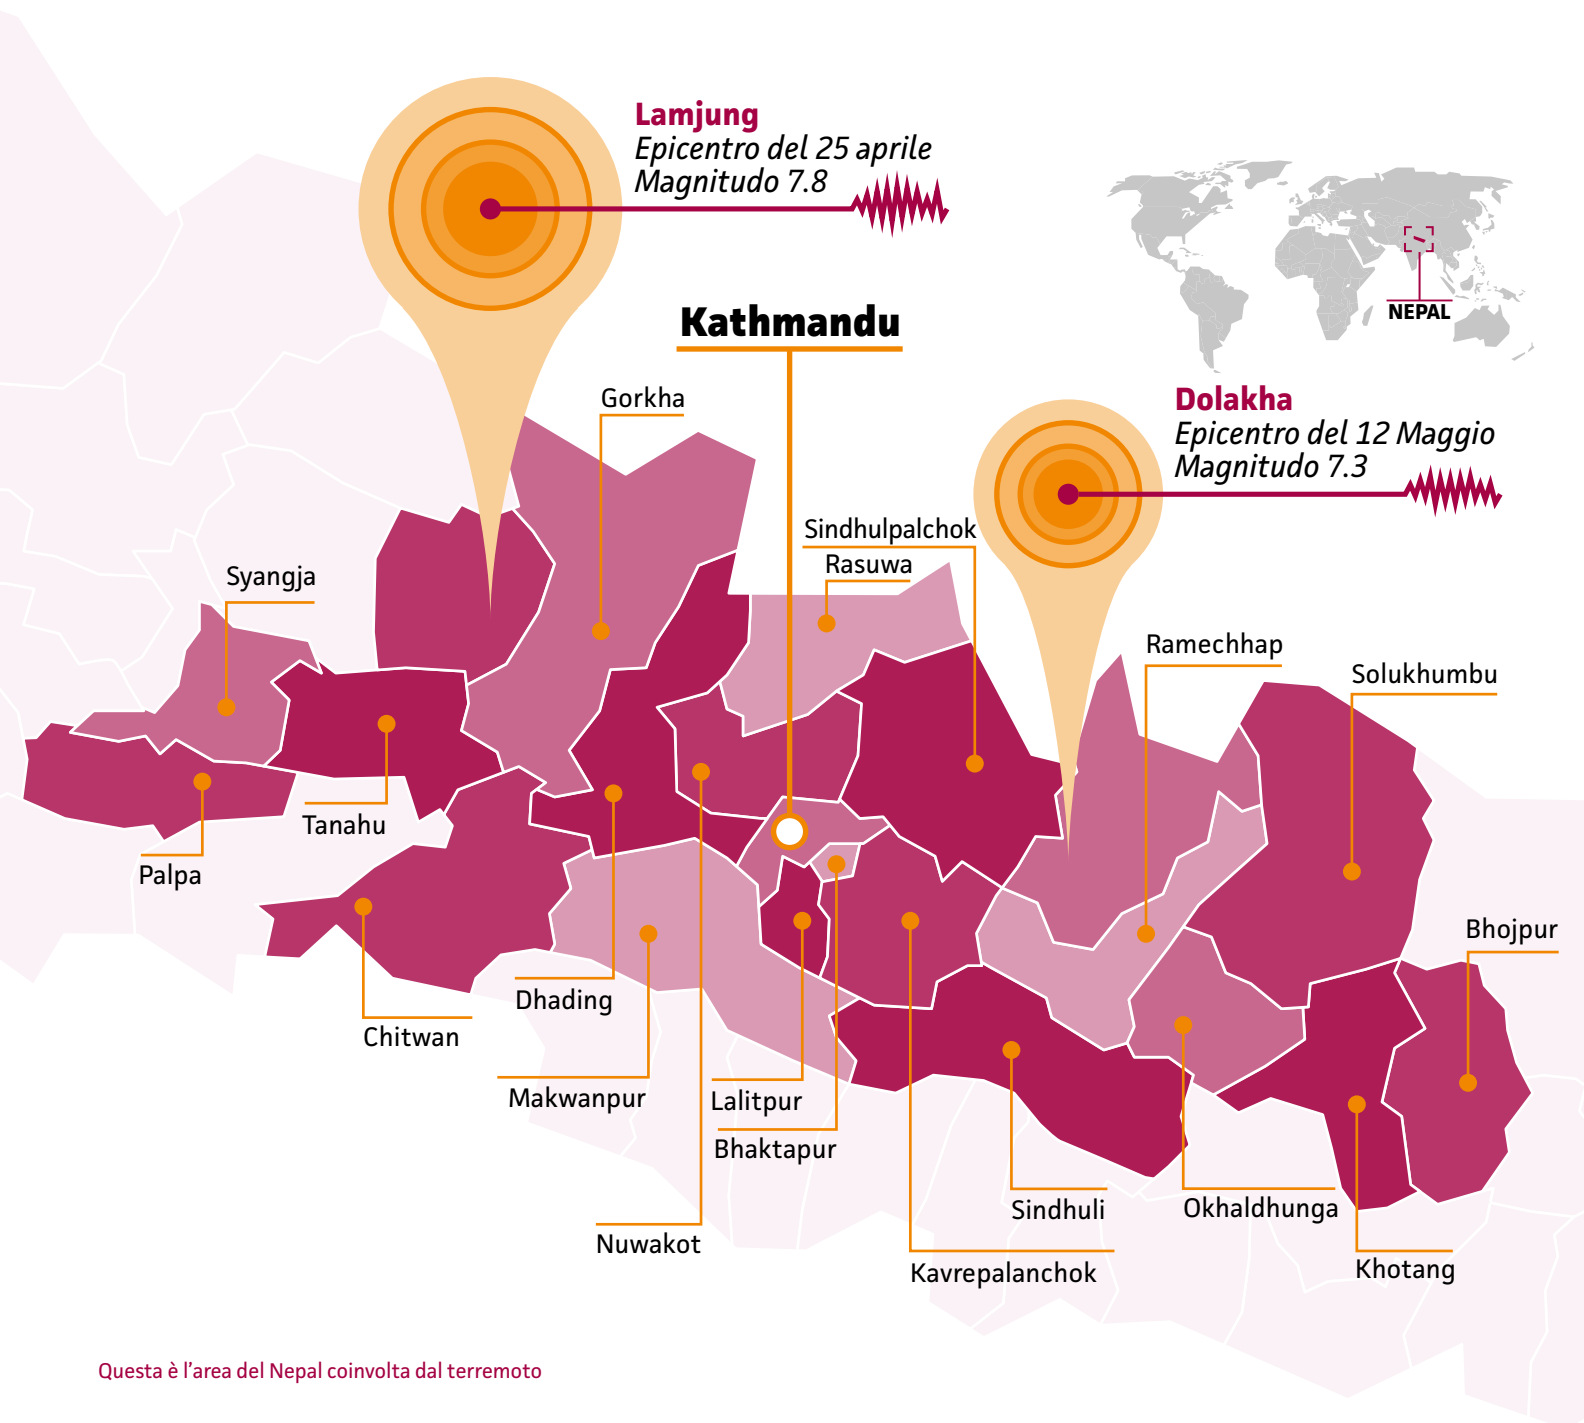 Lamjung
Epicentro del 25 aprile
Magnitudo 7.8
NEPAL
Kathmandu
Dolakha
Epicentro del 12 Maggio
Magnitudo 7.3
Gorkha
Sindhulpalchok
Rasuwa
Syangja
Ramechhap
Solukhumbu
Tanahu
Palpa
Bhojpur
Dhading
Chitwan
Makwanpur
Lalitpur
Bhaktapur
Sindhuli
Okhaldhunga
Nuwakot
Kavrepalanchok
Khotang
Questa è l'area del Nepal coinvolta dal terremoto